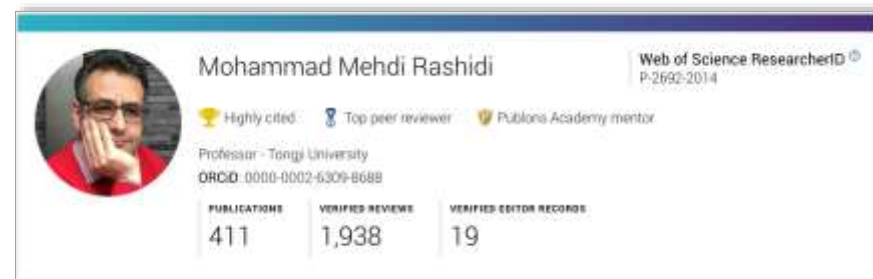 Mohammad Mehdi Rashidi
Web of Science ResearcherID
P-2692-2014
Highly cited
Top peer reviewer
Publons Academy mentor
Professor - Tongji University
ORCID: 0000-0002-6309-8688
PUBLICATIONS VERIFIED REVIEWS VERIFIED EDITOR RECORDS
411 1,938 19